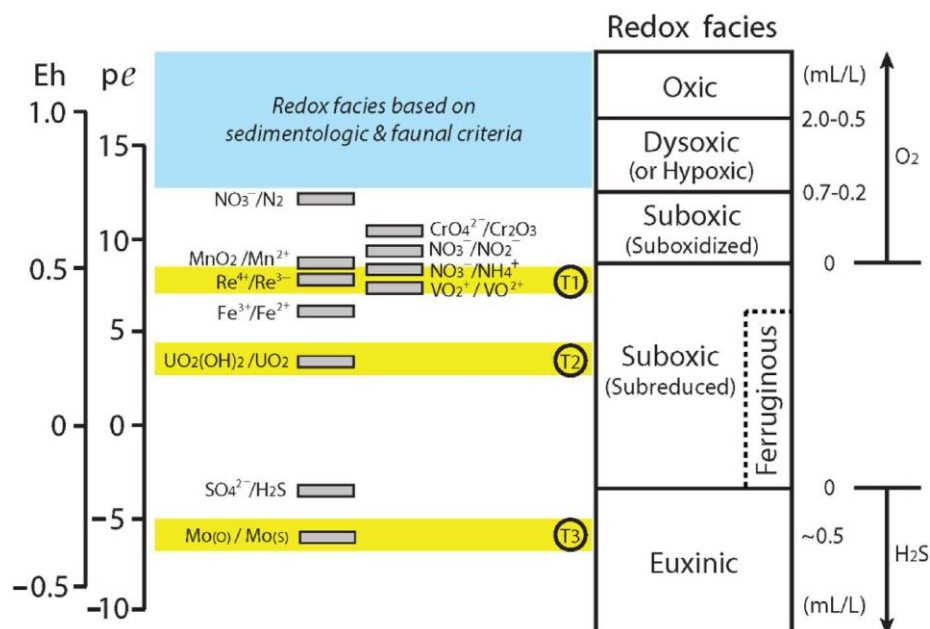 Redox facies
Eh pe
Redox facies based on
sedimentologic & faunal criteria
Oxic
(mL/L)
1.0
2.0-0.5
15
Dysoxic
(or Hypoxic)
O₂
0.7-0.2
NO₃⁻/N₂
CrO₄²⁻/Cr₂O₃
Suboxic
(Suboxidized)
10
NO₃⁻/NO₂⁻
MnO₂/Mn²⁺
0.5
NO₃⁻/NH₄⁺
0
Re⁴⁺/Re³⁻
T1
VO₂⁺/VO²⁺
Fe³⁺/Fe²⁺
5
UO₂(OH)₂/UO₂
T2
Suboxic
(Subreduced)
Ferruginous
0 0
SO₄²⁻/H₂S
0
−5
Mo(O)/Mo(S)
T3
~0.5
Euxinic
H₂S
−0.5
−10
(mL/L)